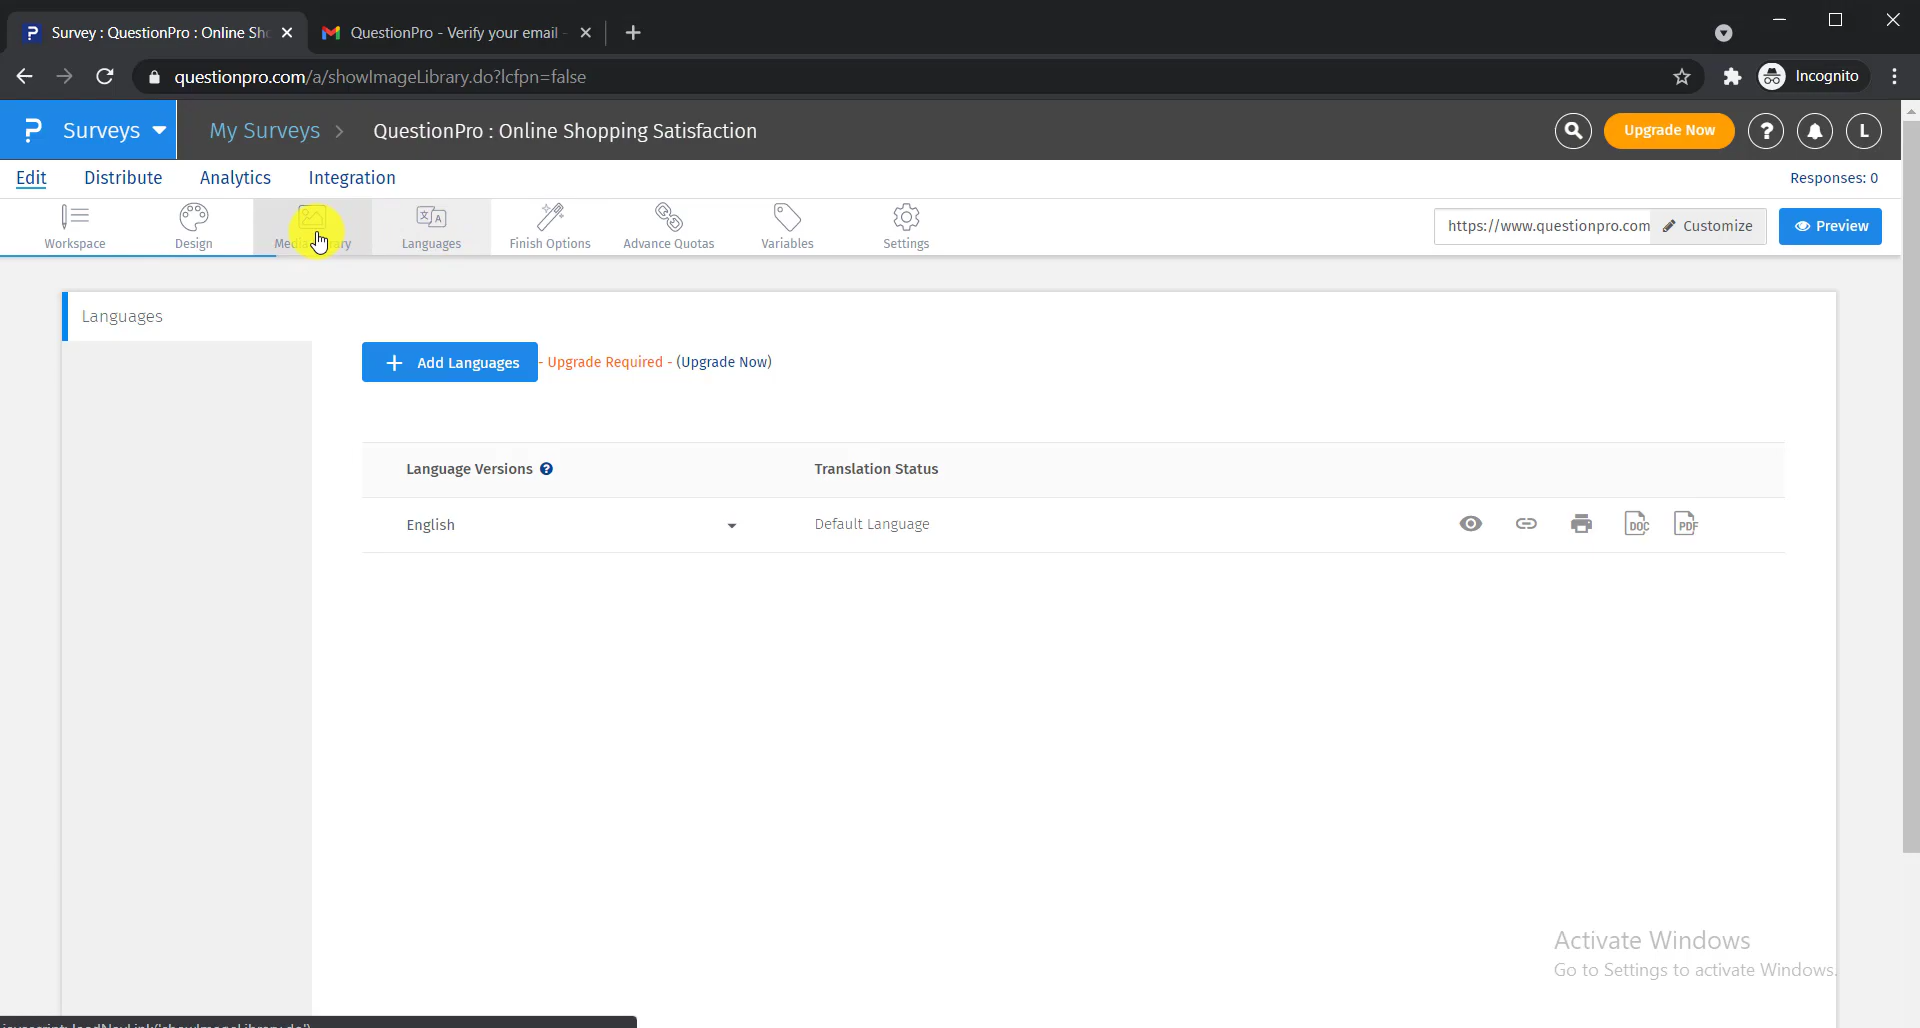 Survey : QuestionPro : Online Sh
QuestionPro - Verify your email -
questionpro.com/a/showImageLibrary.do?lcfpn=false
Incognito
Surveys
My Surveys > QuestionPro : Online Shopping Satisfaction
Upgrade Now
?
L
Edit
Distribute
Analytics
Integration
Responses: 0
Workspace
Design
Languages
Finish Options
Advance Quotas
Variables
Settings
https://www.questionpro.com
Customize
Preview
Languages
+ Add Languages - Upgrade Required - (Upgrade Now)
Language Versions ?
Translation Status
English
Default Language
DOC
PDF
Activate Windows
Go to Settings to activate Windows.